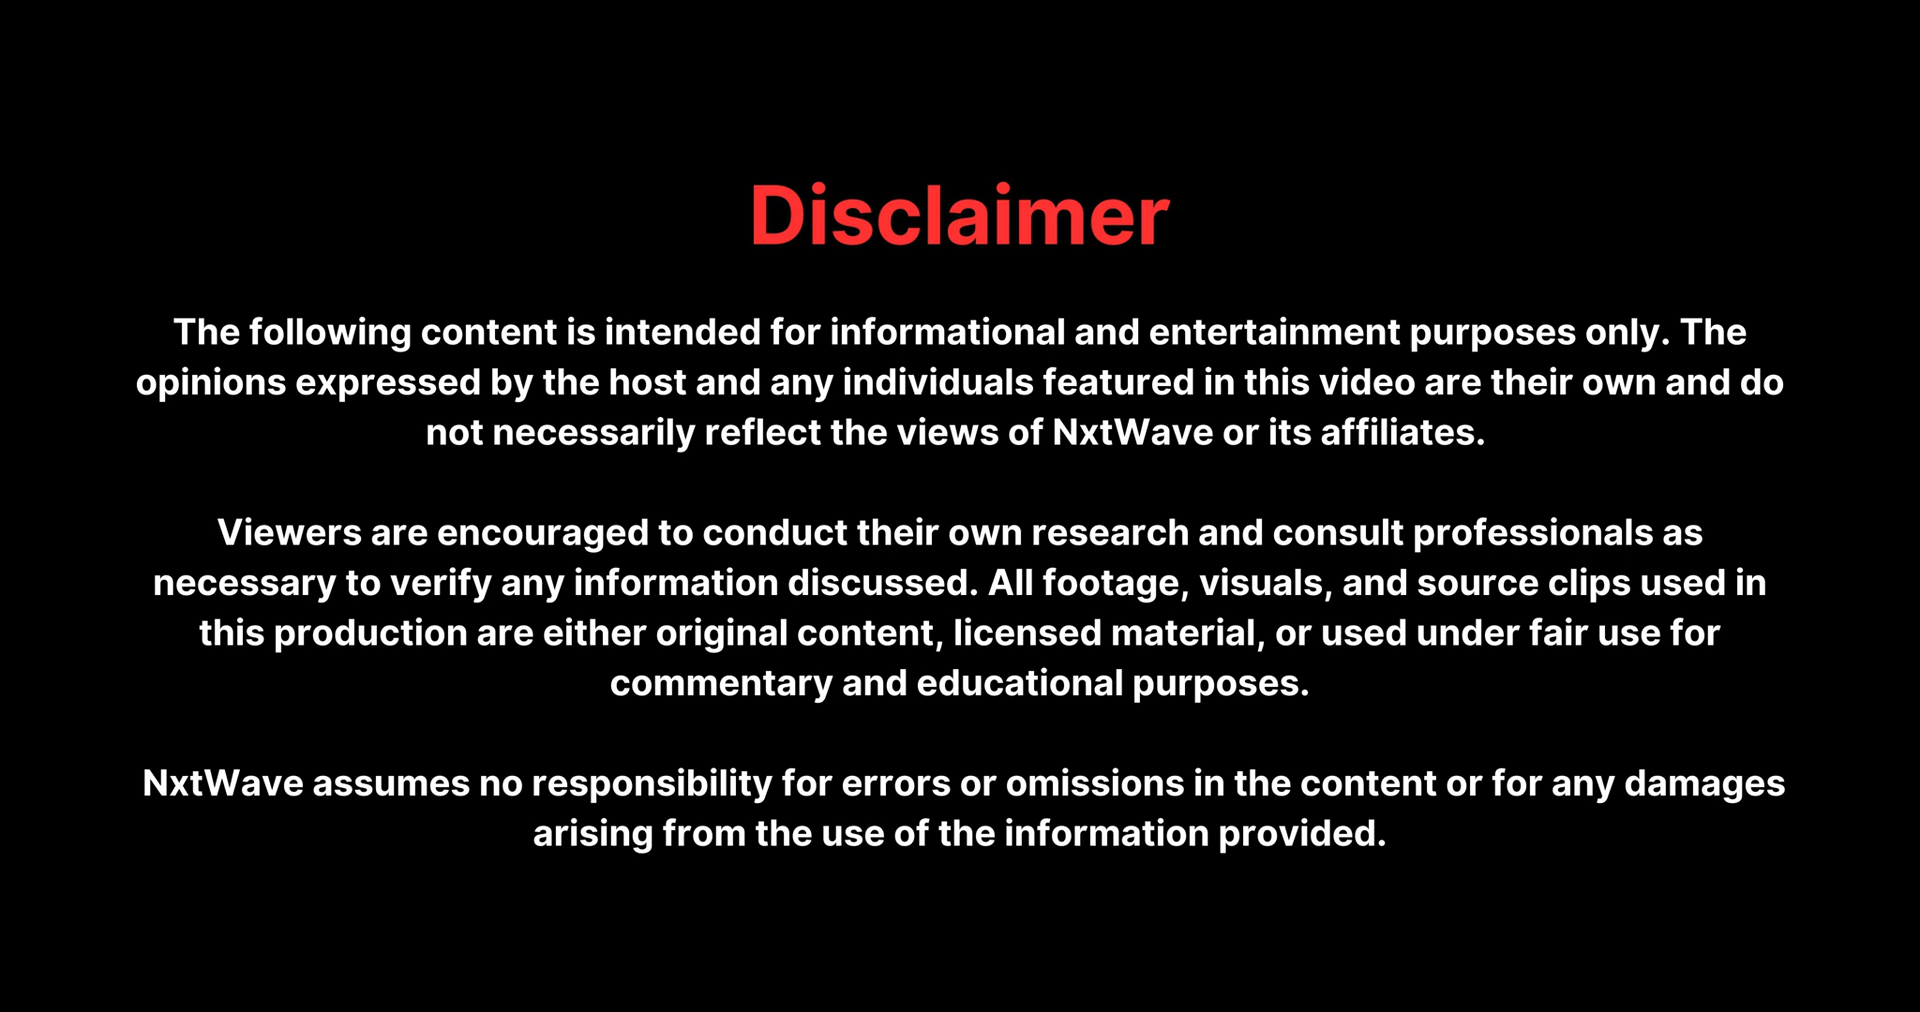 Disclaimer
The following content is intended for informational and entertainment purposes only. The
opinions expressed by the host and any individuals featured in this video are their own and do
not necessarily reflect the views of NxtWave or its affiliates.
Viewers are encouraged to conduct their own research and consult professionals as
necessary to verify any information discussed. All footage, visuals, and source clips used in
this production are either original content, licensed material, or used under fair use for
commentary and educational purposes.
NxtWave assumes no responsibility for errors or omissions in the content or for any damages
arising from the use of the information provided.